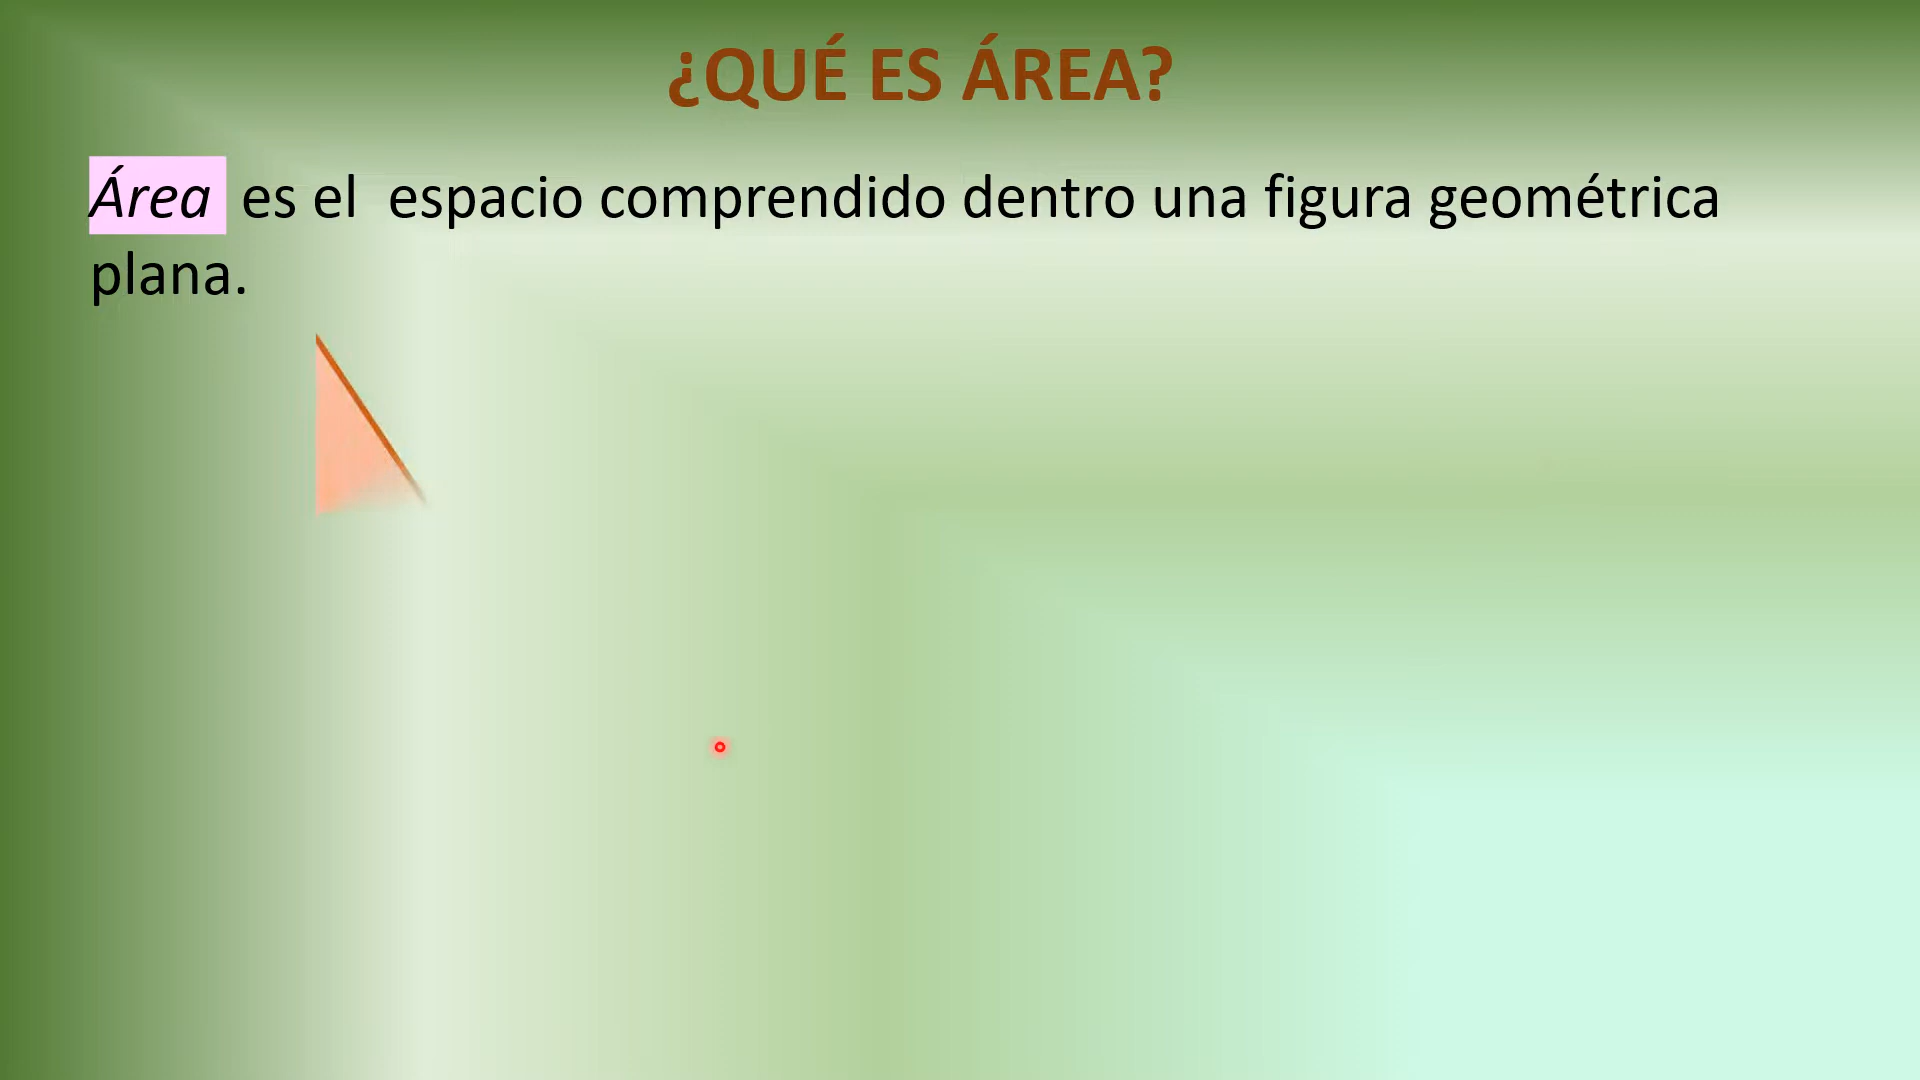 ¿QUÉ ES ÁREA?
Área es el espacio comprendido dentro una figura geométrica
plana.